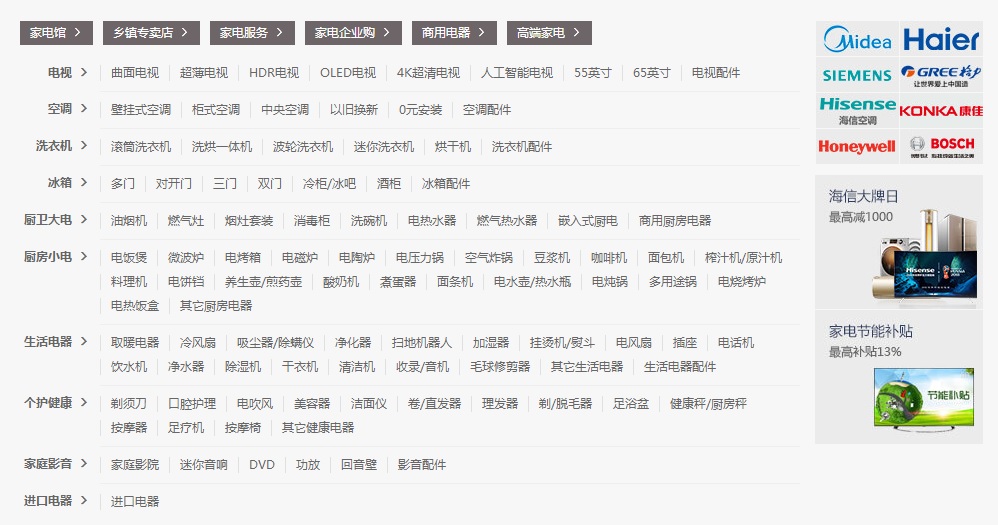 家电馆 > 乡镇专卖店 > 家电服务 > 家电企业购 > 商用电器 > 高端家电 >
电视 > 曲面电视 超薄电视 HDR电视 OLED电视 4K超清电视 人工智能电视 55英寸 65英寸 电视配件
空调 > 壁挂式空调 柜式空调 中央空调 以旧换新 0元安装 空调配件
洗衣机 > 滚筒洗衣机 洗烘一体机 波轮洗衣机 迷你洗衣机 烘干机 洗衣机配件
冰箱 > 多门 对开门 三门 双门 冷柜/冰吧 酒柜 冰箱配件
厨卫大电 > 油烟机 燃气灶 烟灶套装 消毒柜 洗碗机 电热水器 燃气热水器 嵌入式厨电 商用厨房电器
厨房小电 > 电饭煲 微波炉 电烤箱 电磁炉 电陶炉 电压力锅 空气炸锅 豆浆机 咖啡机 面包机 榨汁机/原汁机
料理机 电饼铛 养生壶/煎药壶 酸奶机 煮蛋器 面条机 电水壶/热水瓶 电炖锅 多用途锅 电烧烤炉
电热饭盒 其它厨房电器
生活电器 > 取暖电器 冷风扇 吸尘器/除螨仪 净化器 扫地机器人 加湿器 挂烫机/熨斗 电风扇 插座 电话机
饮水机 净水器 除湿机 干衣机 清洁机 收录/音机 毛球修剪器 其它生活电器 生活电器配件
个护健康 > 剃须刀 口腔护理 电吹风 美容器 洁面仪 卷/直发器 理发器 剃/脱毛器 足浴盆 健康秤/厨房秤
按摩器 足疗机 按摩椅 其它健康电器
家庭影音 > 家庭影院 迷你音响 DVD 功放 回音壁 影音配件
进口电器 > 进口电器
Midea Haier
SIEMENS GREE格力
让世界爱上中国造
Hisense KONKA康佳
海信空调
Honeywell BOSCH
海信大牌日
最高减1000
Hisense
家电节能补贴
最高补贴13%
节能补贴